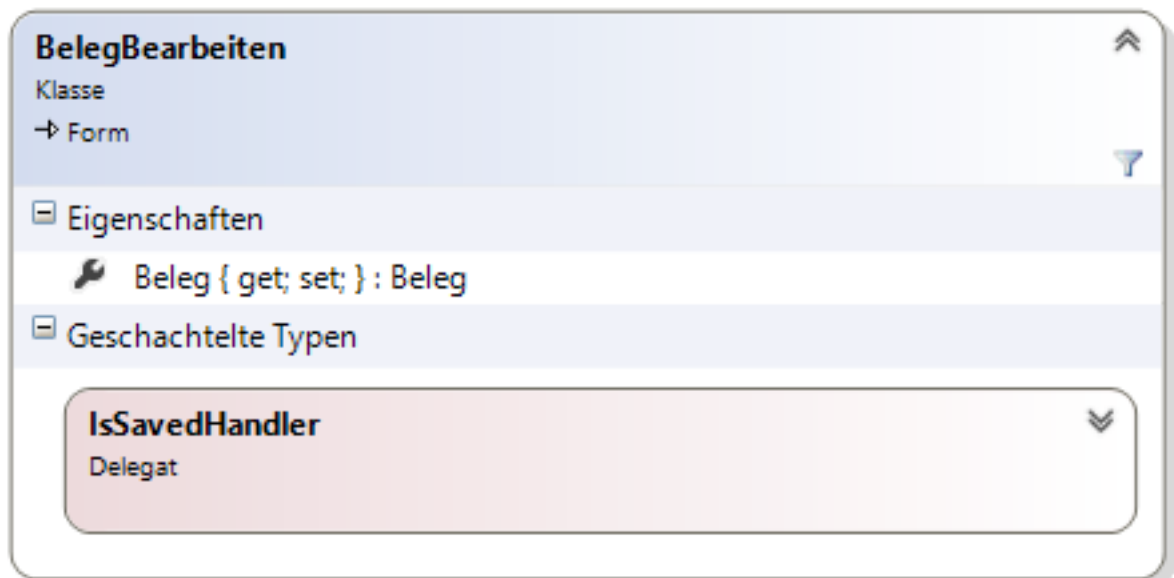 BelegBearbeiten
Klasse
Form
Eigenschaften
Beleg { get; set; } : Beleg
Geschachtelte Typen
IsSavedHandler
Delegat